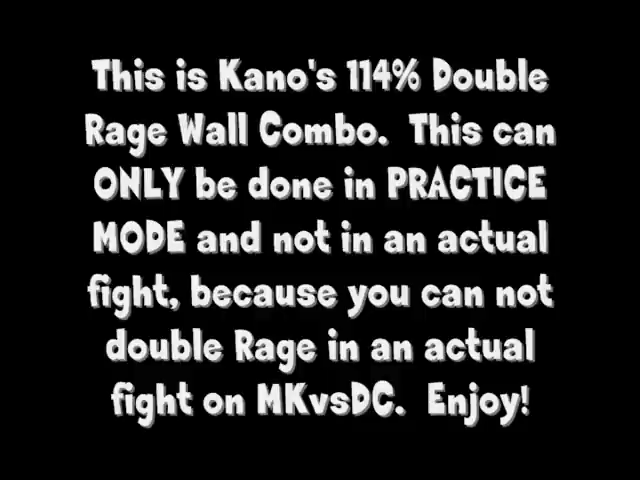 This is Kano's 114% Double
Rage Wall Combo.  This can
ONLY be done in PRACTICE
MODE and not in an actual
fight, because you can not
double Rage in an actual
fight on MKvsDC.  Enjoy!